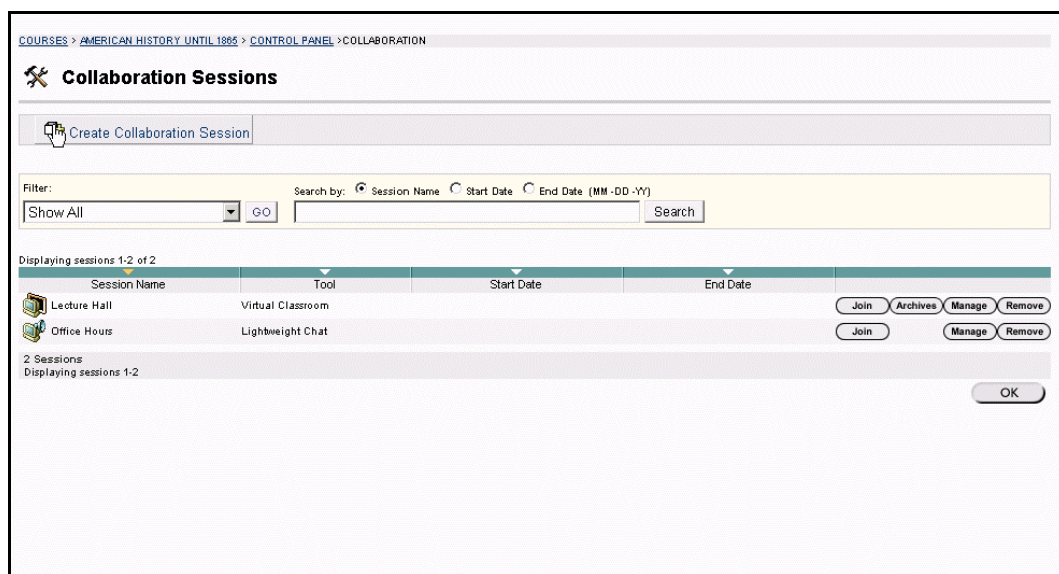 COURSES > AMERICAN HISTORY UNTIL 1865 > CONTROL PANEL >COLLABORATION
Collaboration Sessions
Create Collaboration Session
Filter:
Search by: Session Name Start Date End Date (MM -DD -YY)
Show All GO Search
Displaying sessions 1-2 of 2
Session Name Tool Start Date End Date
Lecture Hall Virtual Classroom Join Archives Manage Remove
Office Hours Lightweight Chat Join Manage Remove
2 Sessions
Displaying sessions 1-2
OK